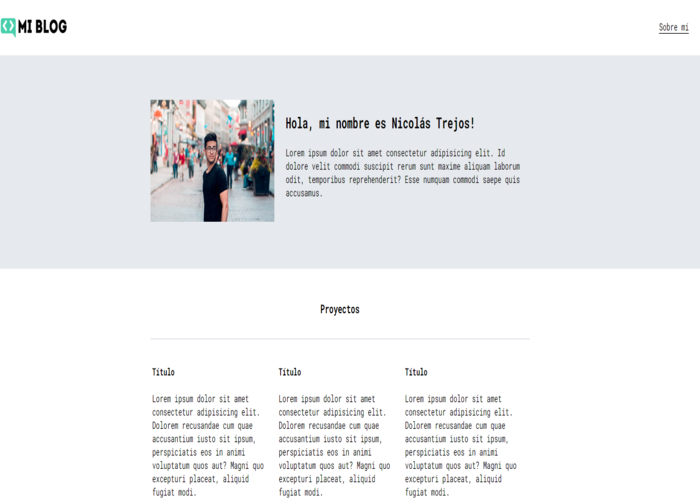 MI BLOG
Sobre mi
Hola, mi nombre es Nicolás Trejos!
Lorem ipsum dolor sit amet consectetur adipisicing elit. Id
dolore velit commodi suscipit rerum sunt maxime aliquam laborum
odit, temporibus reprehenderit? Esse numquam commodi saepe quis
accusamus.
Proyectos
Título
Lorem ipsum dolor sit amet
consectetur adipisicing elit.
Dolorem recusandae cum quae
accusantium iusto sit ipsum,
perspiciatis eos in animi
voluptatum quos aut? Magni quo
excepturi placeat, aliquid
fugiat modi.
Título
Lorem ipsum dolor sit amet
consectetur adipisicing elit.
Dolorem recusandae cum quae
accusantium iusto sit ipsum,
perspiciatis eos in animi
voluptatum quos aut? Magni quo
excepturi placeat, aliquid
fugiat modi.
Título
Lorem ipsum dolor sit amet
consectetur adipisicing elit.
Dolorem recusandae cum quae
accusantium iusto sit ipsum,
perspiciatis eos in animi
voluptatum quos aut? Magni quo
excepturi placeat, aliquid
fugiat modi.